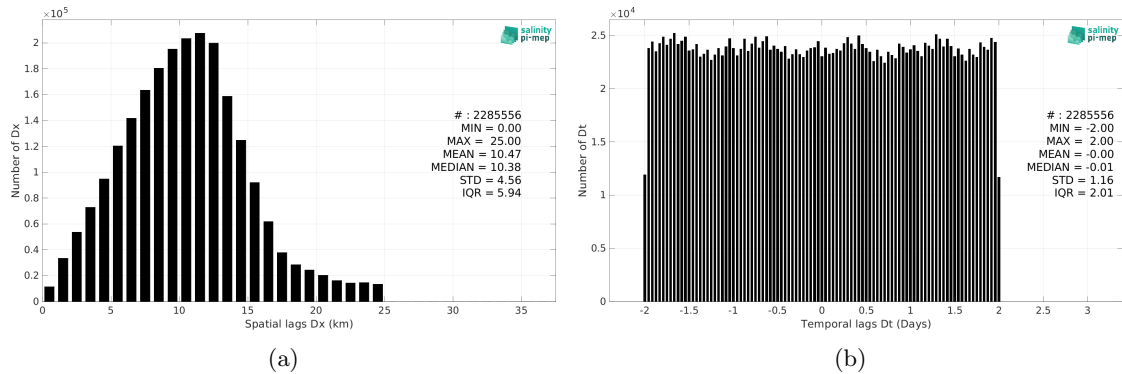 ×10⁵
2
1.8
1.6
1.4
1.2
1
0.8
0.6
0.4
0.2
0
Number of Dx
0 5 10 15 20 25 30 35
Spatial lags Dx (km)
salinity
pi-mep
# : 2285556
MIN = 0.00
MAX = 25.00
MEAN = 10.47
MEDIAN = 10.38
STD = 4.56
IQR = 5.94
(a)
×10⁴
2.5
2
1.5
1
0.5
0
Number of Dt
-2 -1.5 -1 -0.5 0 0.5 1 1.5 2 2.5 3
Temporal lags Dt (Days)
salinity
pi-mep
# : 2285556
MIN = -2.00
MAX = 2.00
MEAN = -0.00
MEDIAN = -0.01
STD = 1.16
IQR = 2.01
(b)